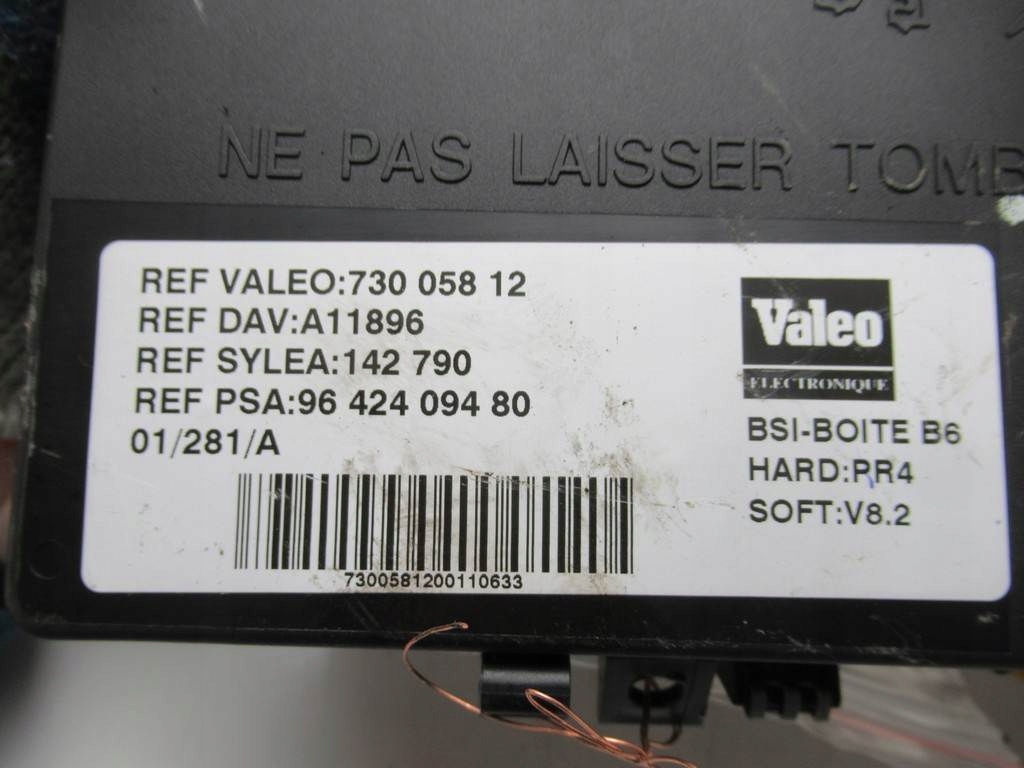 NE PAS LAISSER TOMB
REF VALEO:730 058 12
REF DAV:A11896
REF SYLEA:142 790
REF PSA:96 424 094 80
01/281/A
7300581200110633
Valeo
ELECTRONIQUE
BSI-BOITE B6
HARD:PR4
SOFT:V8.2